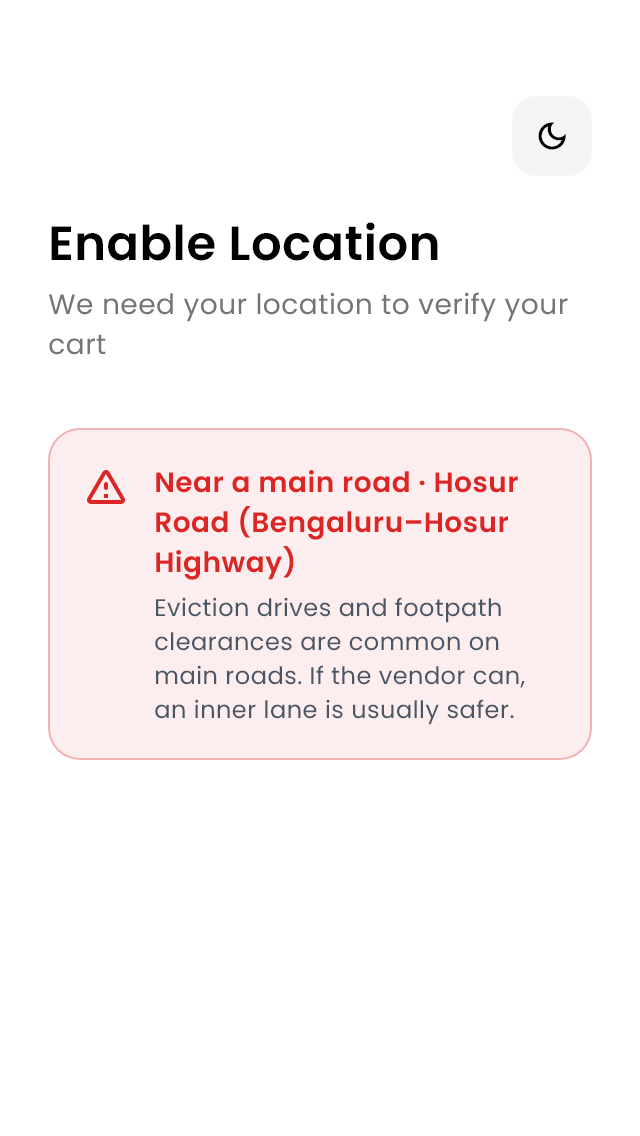 Enable Location
We need your location to verify your
cart
Near a main road · Hosur
Road (Bengaluru–Hosur
Highway)
Eviction drives and footpath
clearances are common on
main roads. If the vendor can,
an inner lane is usually safer.